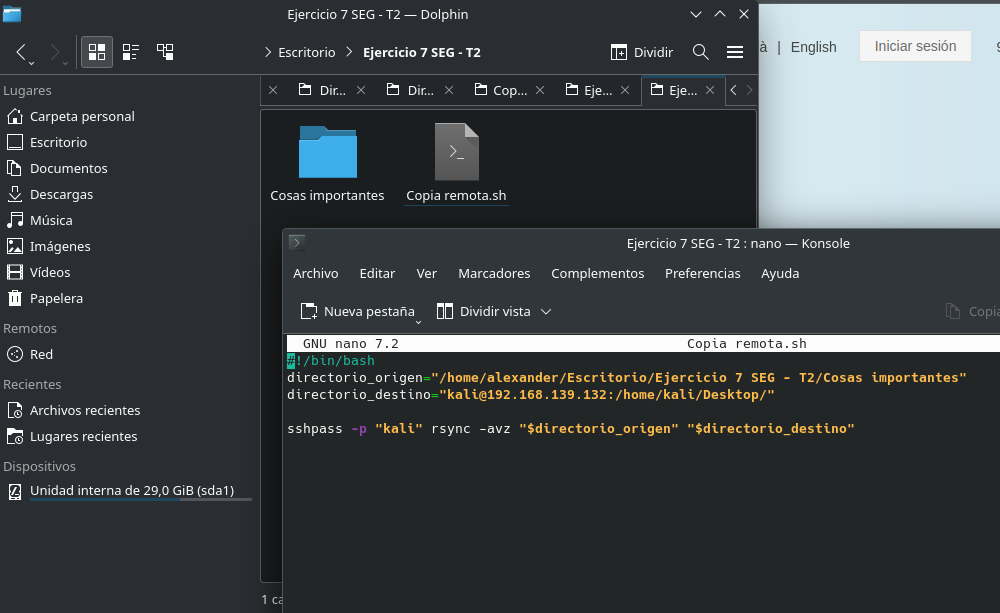 Ejercicio 7 SEG - T2 — Dolphin
Escritorio
Ejercicio 7 SEG - T2
Dividir
à | English
Iniciar sesión
Lugares
Carpeta personal
Escritorio
Documentos
Descargas
Música
Imágenes
Vídeos
Papelera
Remotos
Red
Recientes
Archivos recientes
Lugares recientes
Dispositivos
Unidad interna de 29,0 GiB (sda1)
Dir...
Dir...
Cop...
Eje...
Eje...
Cosas importantes
Copia remota.sh
1 ca
Ejercicio 7 SEG - T2 : nano — Konsole
Archivo Editar Ver Marcadores Complementos Preferencias Ayuda
Nueva pestaña
Dividir vista
Copia
GNU nano 7.2 Copia remota.sh
#!/bin/bash
directorio_origen="/home/alexander/Escritorio/Ejercicio 7 SEG - T2/Cosas importantes"
directorio_destino="kali@192.168.139.132:/home/kali/Desktop/"
sshpass -p "kali" rsync -avz "$directorio_origen" "$directorio_destino"